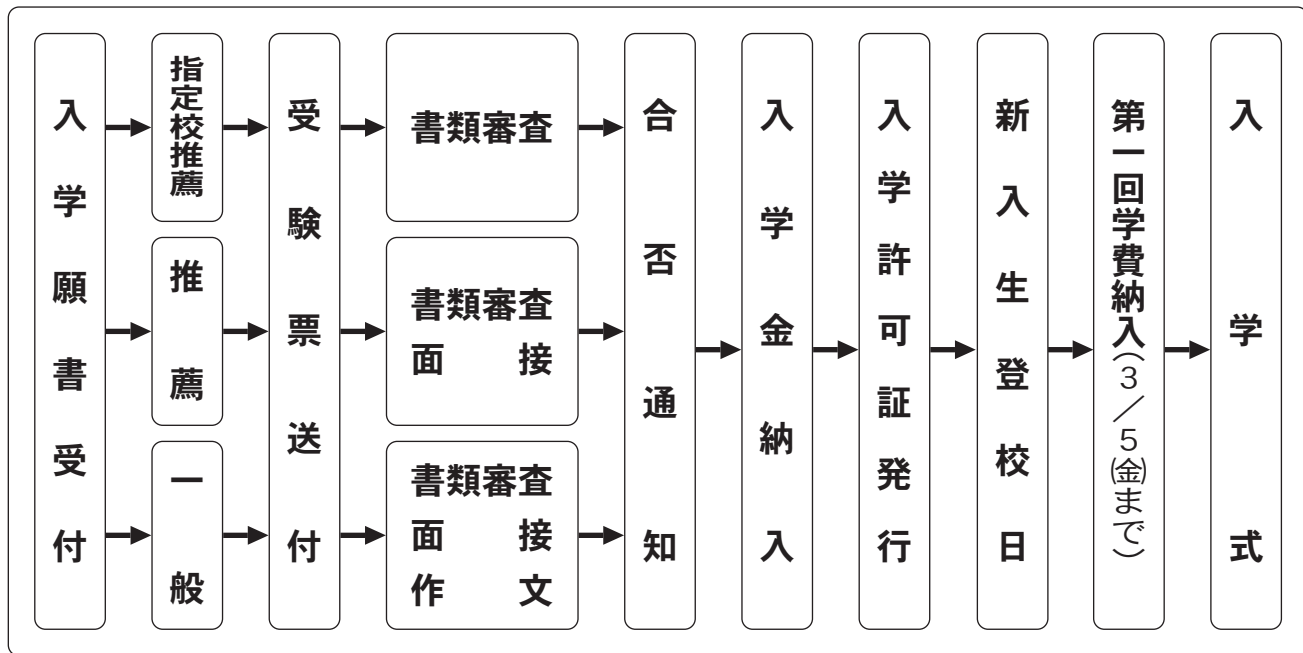 入学願書受付
指定校推薦
推薦
一般
受験票送付
書類審査
書類審査
面接
書類審査
面接
作文
合否通知
入学金納入
入学許可証発行
新入生登校日
第一回学費納入(3/5(金)まで)
入学式